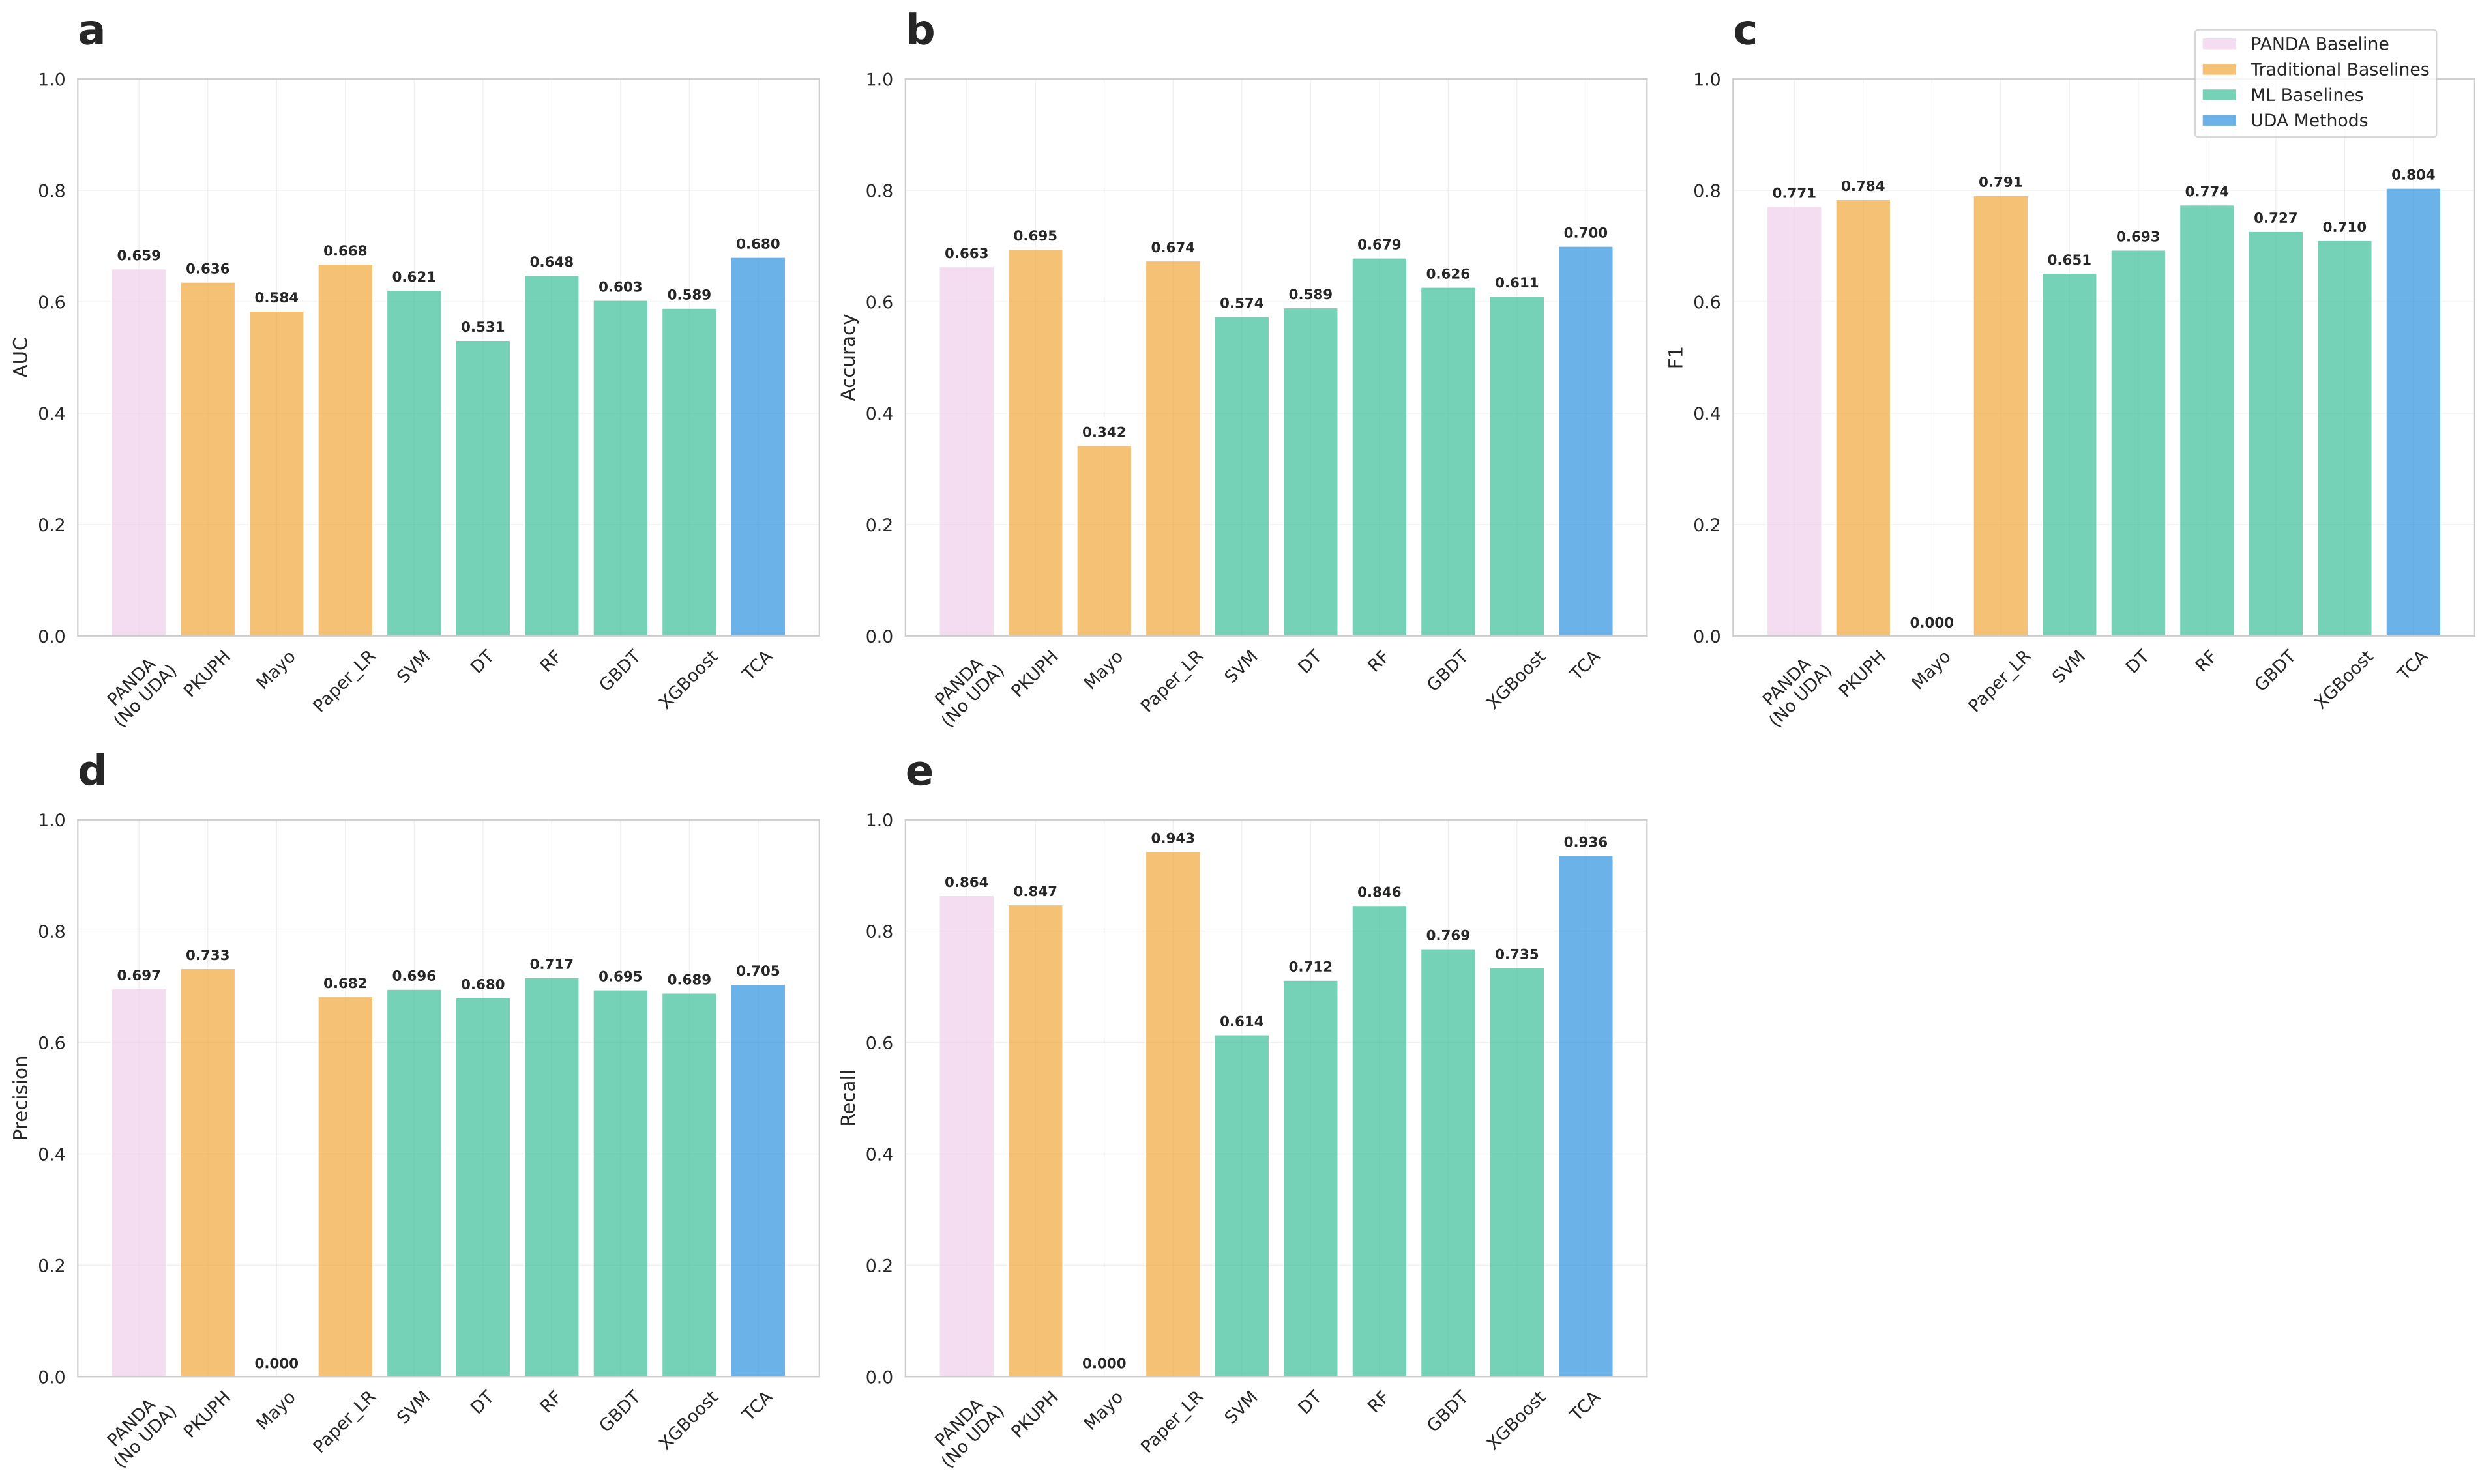 a
1.0
0.8
0.6
0.4
0.2
0.0
AUC
0.659
0.636
0.584
0.668
0.621
0.531
0.648
0.603
0.589
0.680
PANDA
(No UDA)
PKUPH
Mayo
Paper_LR
SVM
DT
RF
GBDT
XGBoost
TCA
b
1.0
0.8
0.6
0.4
0.2
0.0
Accuracy
0.663
0.695
0.342
0.674
0.574
0.589
0.679
0.626
0.611
0.700
PANDA
(No UDA)
PKUPH
Mayo
Paper_LR
SVM
DT
RF
GBDT
XGBoost
TCA
c
PANDA Baseline
Traditional Baselines
ML Baselines
UDA Methods
1.0
0.8
0.6
0.4
0.2
0.0
F1
0.771
0.784
0.000
0.791
0.651
0.693
0.774
0.727
0.710
0.804
PANDA
(No UDA)
PKUPH
Mayo
Paper_LR
SVM
DT
RF
GBDT
XGBoost
TCA
d
1.0
0.8
0.6
0.4
0.2
0.0
Precision
0.697
0.733
0.000
0.682
0.696
0.680
0.717
0.695
0.689
0.705
PANDA
(No UDA)
PKUPH
Mayo
Paper_LR
SVM
DT
RF
GBDT
XGBoost
TCA
e
1.0
0.8
0.6
0.4
0.2
0.0
Recall
0.864
0.847
0.000
0.943
0.614
0.712
0.846
0.769
0.735
0.936
PANDA
(No UDA)
PKUPH
Mayo
Paper_LR
SVM
DT
RF
GBDT
XGBoost
TCA